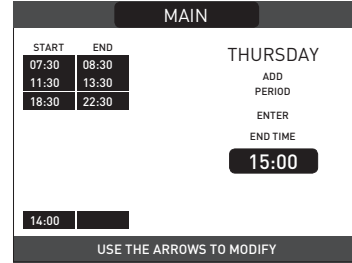 MAIN
START END
07:30 08:30
11:30 13:30
18:30 22:30
14:00
THURSDAY
ADD
PERIOD
ENTER
END TIME
15:00
USE THE ARROWS TO MODIFY